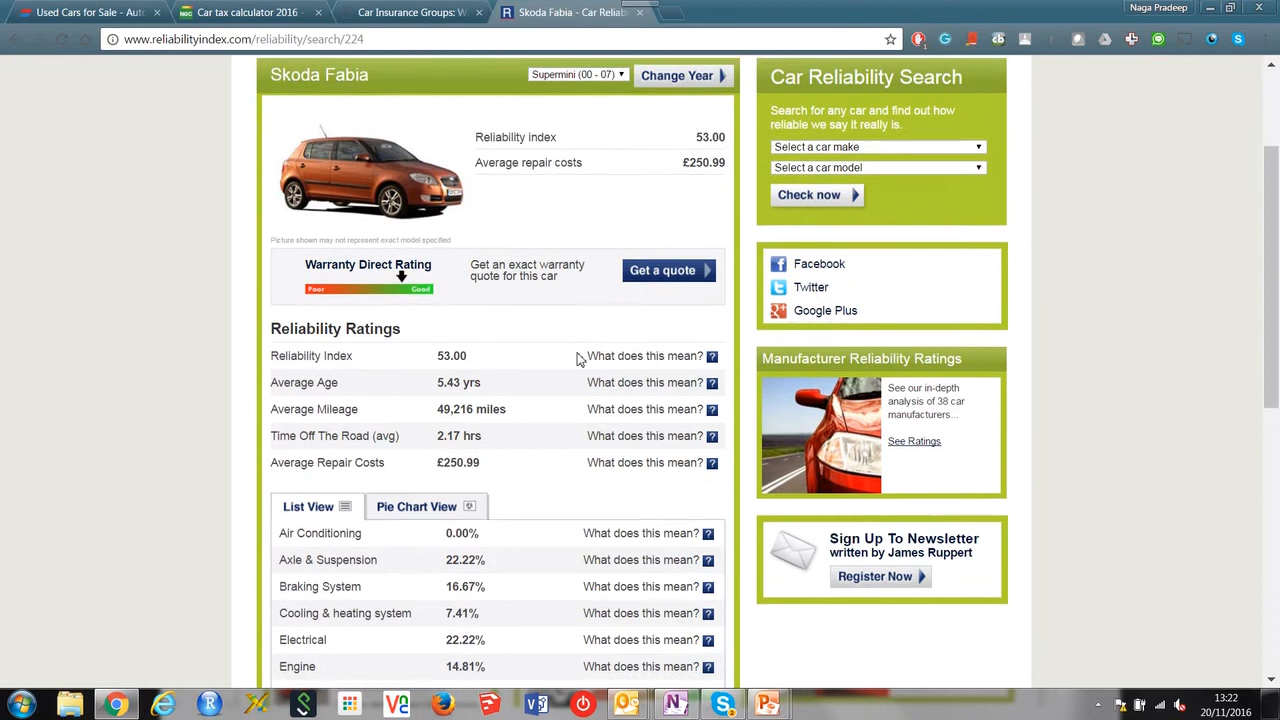 Used Cars for Sale - Auto
Car tax calculator 2016 -
Car Insurance Groups: W
Skoda Fabia - Car Reliabi
Naga Pradeep
www.reliabilityindex.com/reliability/search/224
Skoda Fabia
Supermini (00 - 07)
Change Year
Reliability index 53.00
Average repair costs £250.99
Picture shown may not represent exact model specified
Warranty Direct Rating
Poor Good
Get an exact warranty
quote for this car
Get a quote
Reliability Ratings
Reliability Index 53.00 What does this mean? ?
Average Age 5.43 yrs What does this mean? ?
Average Mileage 49,216 miles What does this mean? ?
Time Off The Road (avg) 2.17 hrs What does this mean? ?
Average Repair Costs £250.99 What does this mean? ?
List View Pie Chart View
Air Conditioning 0.00% What does this mean? ?
Axle & Suspension 22.22% What does this mean? ?
Braking System 16.67% What does this mean? ?
Cooling & heating system 7.41% What does this mean? ?
Electrical 22.22% What does this mean? ?
Engine 14.81% What does this mean? ?
Car Reliability Search
Search for any car and find out how
reliable we say it really is.
Select a car make
Select a car model
Check now
Facebook
Twitter
Google Plus
Manufacturer Reliability Ratings
See our in-depth
analysis of 38 car
manufacturers...
See Ratings
Sign Up To Newsletter
written by James Ruppert
Register Now
13:22
20/11/2016